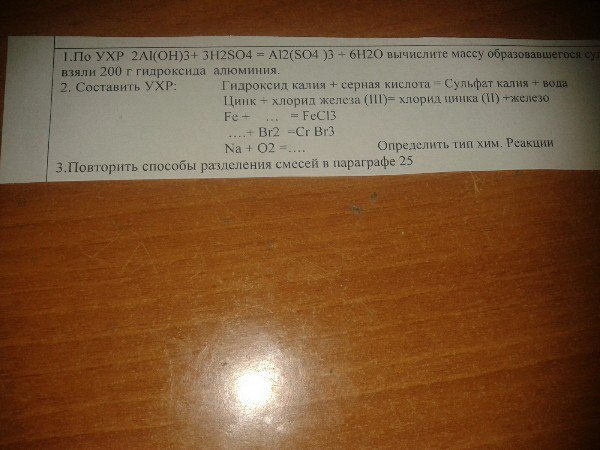 1.По УХР 2Al(OH)3+ 3H2SO4 = Al2(SO4 )3 + 6H2O вычислите массу образовавшегося
взяли 200 г гидроксида алюминия.
2. Составить УХР: Гидроксид калия + серная кислота = Сульфат калия + вода
Цинк + хлорид железа (III)= хлорид цинка (II) +железо
Fe + … = FeCl3
….+ Br2 =Cr Br3
Na + O2 =…. Определить тип хим. Реакции
3.Повторить способы разделения смесей в параграфе 25